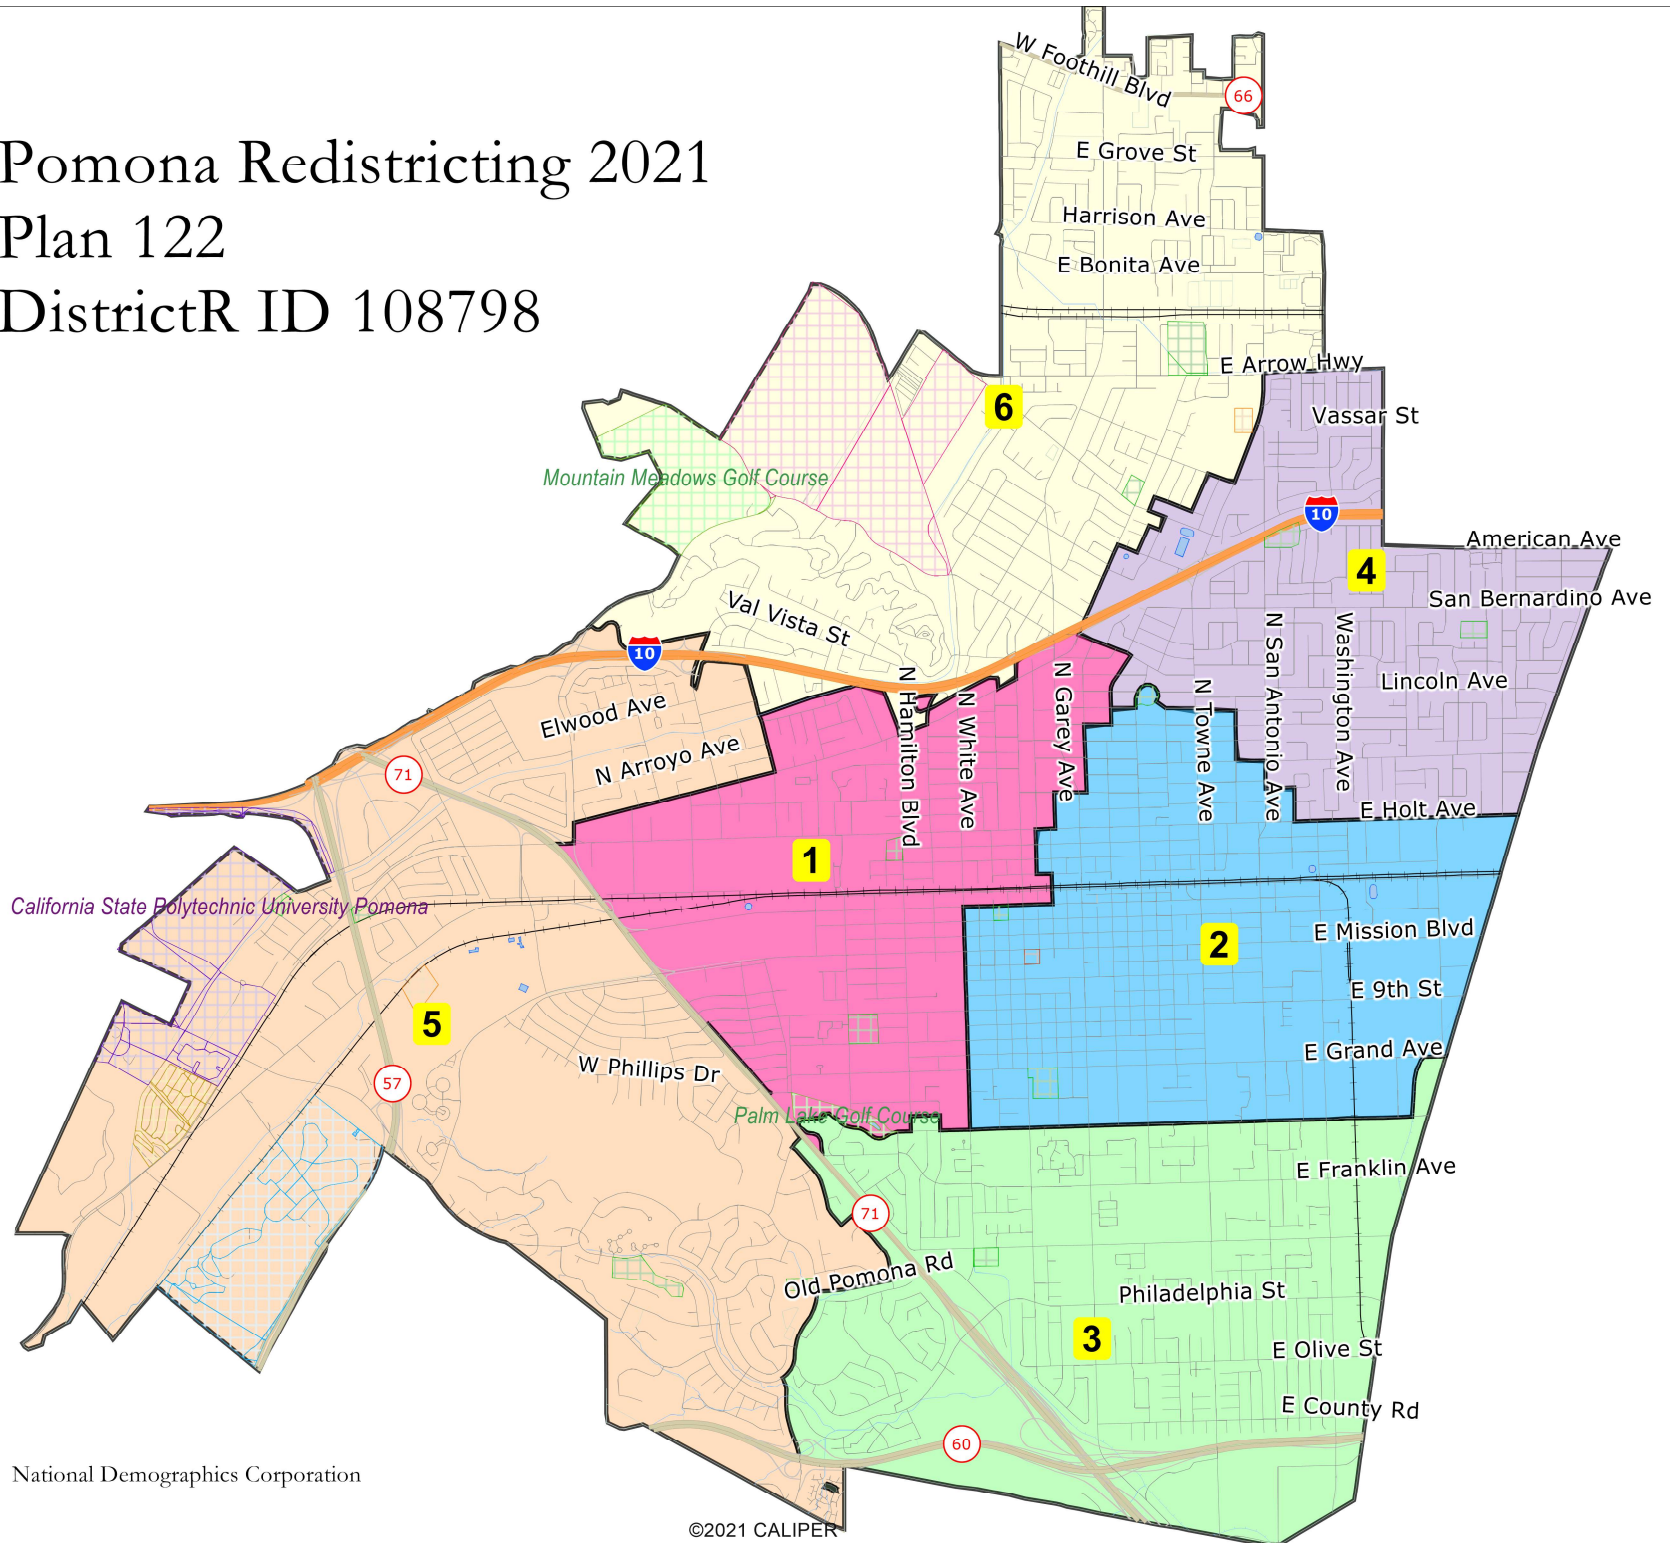 Pomona Redistricting 2021
Plan 122
DistrictR ID 108798
W Foothill Blvd
66
E Grove St
Harrison Ave
E Bonita Ave
E Arrow Hwy
6
Vassar St
Mountain Meadows Golf Course
10
American Ave
4
San Bernardino Ave
Val Vista St
10
N Hamilton Blvd
N White Ave
N Garey Ave
N Towne Ave
N San Antonio Ave
Washington Ave
Lincoln Ave
Elwood Ave
N Arroyo Ave
71
E Holt Ave
1
California State Polytechnic University Pomona
2
E Mission Blvd
E 9th St
5
E Grand Ave
W Phillips Dr
57
Palm Lake Golf Course
E Franklin Ave
71
Old Pomona Rd
Philadelphia St
3
E Olive St
E County Rd
60
National Demographics Corporation
©2021 CALIPER